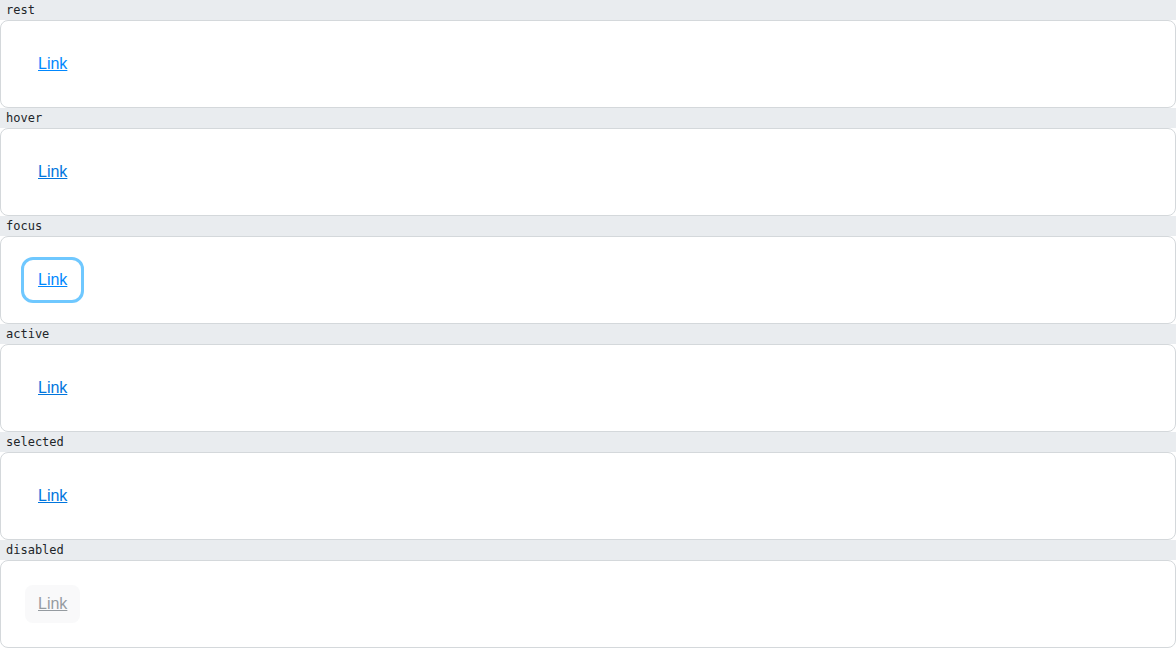 rest
Link
hover
Link
focus
Link
active
Link
selected
Link
disabled
Link